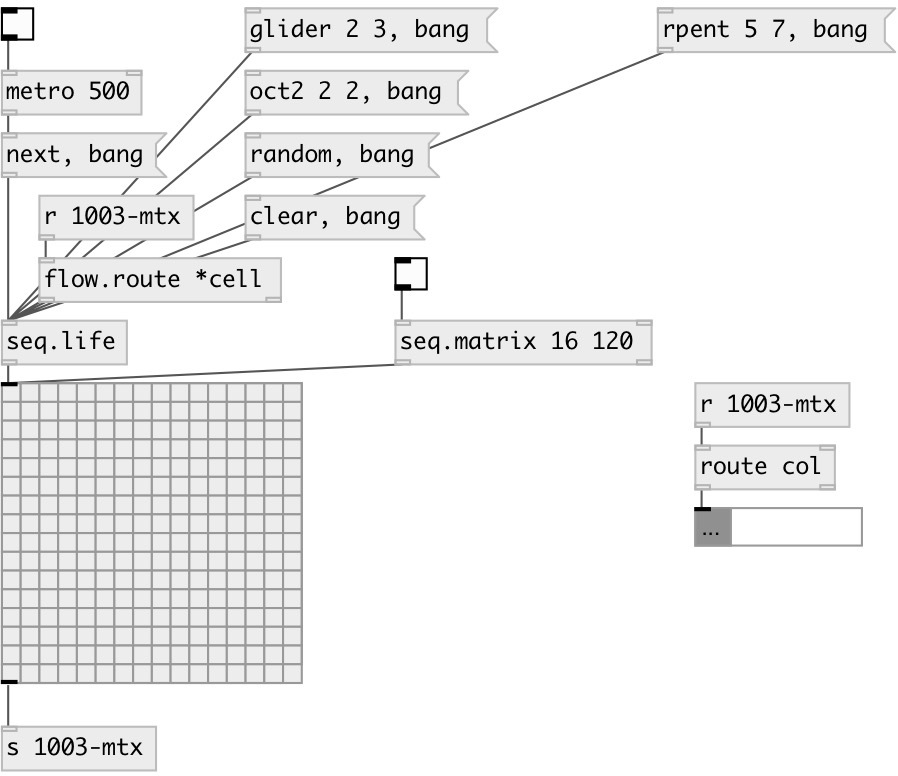 glider 2 3, bang
rpent 5 7, bang
metro 500
oct2 2 2, bang
next, bang
random, bang
r 1003-mtx
clear, bang
flow.route *cell
seq.life
seq.matrix 16 120
r 1003-mtx
route col
...
s 1003-mtx